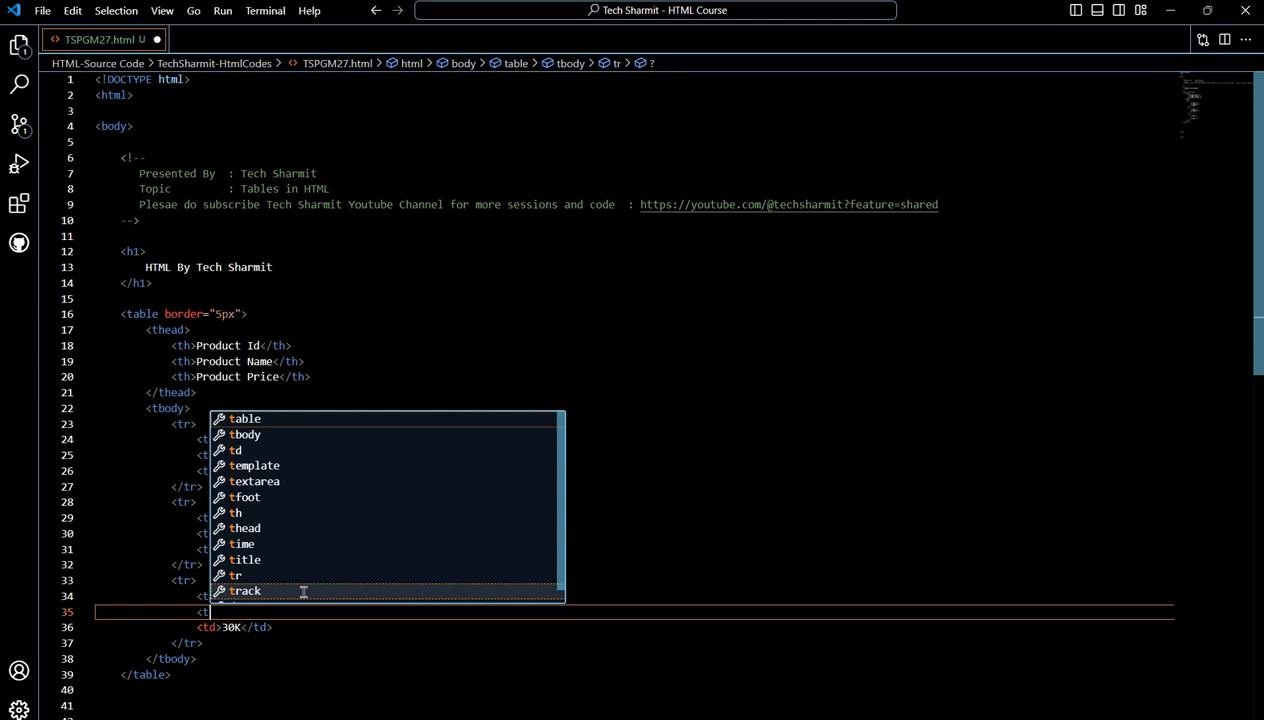 File Edit Selection View Go Run Terminal Help Tech Sharmit - HTML Course
TSPGM27.html U
HTML-Source Code > TechSharmit-HtmlCodes > TSPGM27.html > html > body > table > tbody > tr > ?
1 <!DOCTYPE html>
2 <html>
3
4 <body>
5
6 <!--
7 Presented By : Tech Sharmit
8 Topic : Tables in HTML
9 Plesae do subscribe Tech Sharmit Youtube Channel for more sessions and code : https://youtube.com/@techsharmit?feature=shared
10 -->
11
12 <h1>
13 HTML By Tech Sharmit
14 </h1>
15
16 <table border="5px">
17 <thead>
18 <th>Product Id</th>
19 <th>Product Name</th>
20 <th>Product Price</th>
21 </thead>
22 <tbody>
23 <tr>
24 <t
25 <t
26 <t
27 </tr>
28 <tr>
29 <t
30 <t
31 <t
32 </tr>
33 <tr>
34 <t
35 <t
36 <td>30K</td>
37 </tr>
38 </tbody>
39 </table>
40
41
table
tbody
td
template
textarea
tfoot
th
thead
time
title
tr
track
1
1